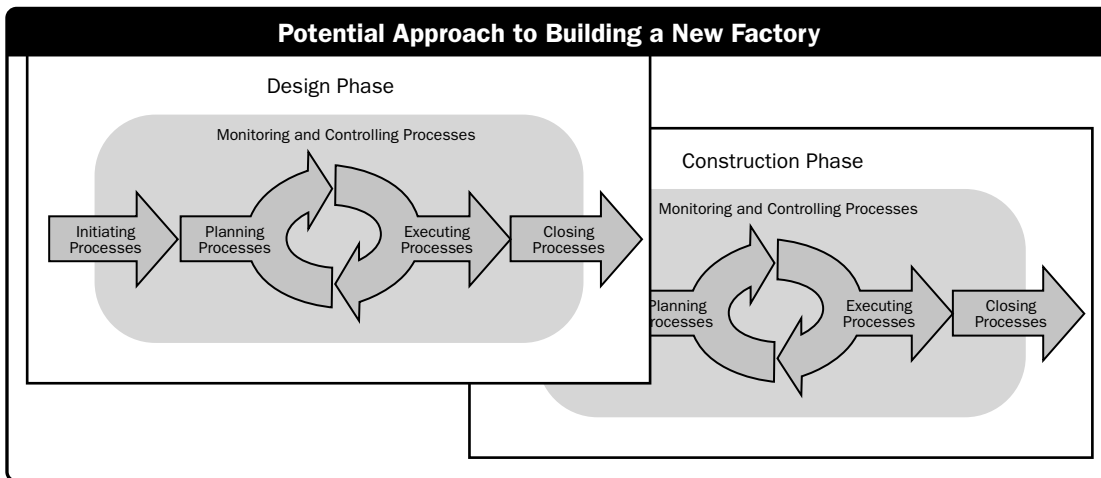 Potential Approach to Building a New Factory
Design Phase
Monitoring and Controlling Processes
Initiating
Processes
Planning
Processes
Executing
Processes
Closing
Processes
Construction Phase
Monitoring and Controlling Processes
Planning
rocesses
Executing
Processes
Closing
Processes